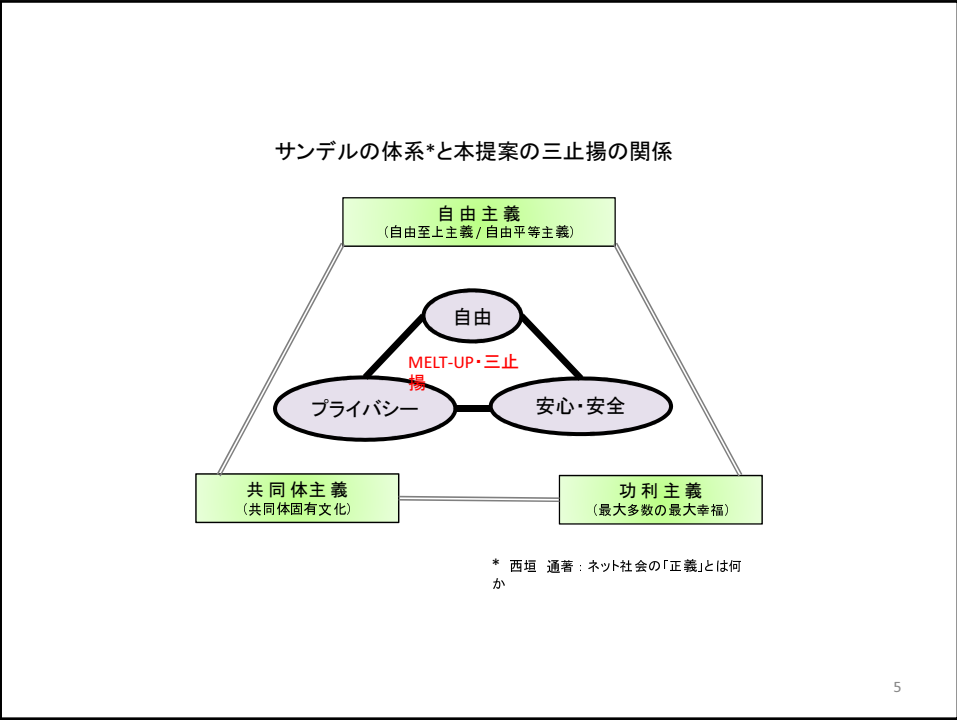 サンデルの体系*と本提案の三止揚の関係
自由主義
（自由至上主義/自由平等主義）
自由
MELT-UP・三止
揚
プライバシー
安心・安全
共同体主義
（共同体固有文化）
功利主義
（最大多数の最大幸福）
* 西垣 通著：ネット社会の「正義」とは何
か
5